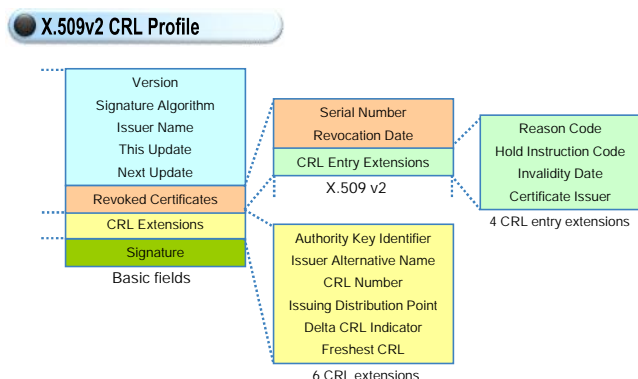 X.509v2 CRL Profile
Version
Signature Algorithm
Issuer Name
This Update
Next Update
Revoked Certificates
CRL Extensions
Signature
Basic fields
Serial Number
Revocation Date
CRL Entry Extensions
X.509 v2
Reason Code
Hold Instruction Code
Invalidity Date
Certificate Issuer
4 CRL entry extensions
Authority Key Identifier
Issuer Alternative Name
CRL Number
Issuing Distribution Point
Delta CRL Indicator
Freshest CRL
6 CRL extensions